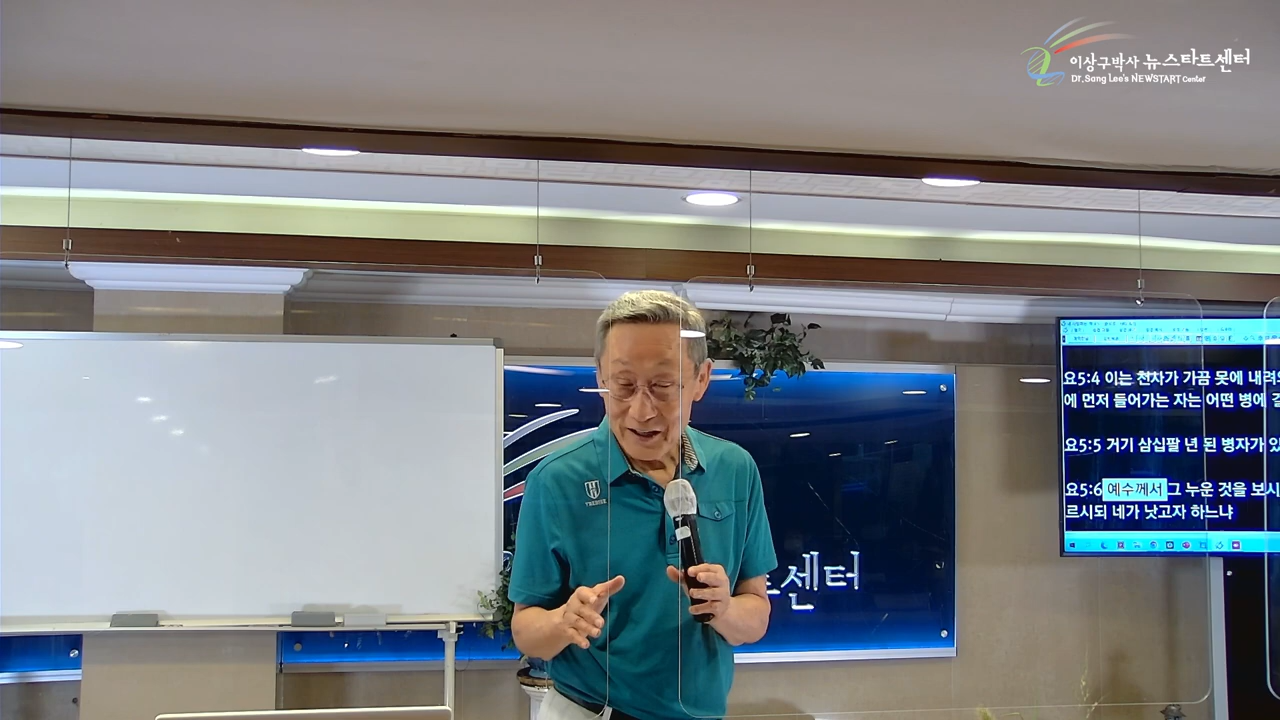 이상구박사 뉴스타트센터
Dr. Sang Lee's NEWSTART Center
요5:4 이는 천사가 가끔 못에 내려
에 먼저 들어가는 자는 어떤 병에 걸
요5:5 거기 삼십팔 년 된 병자가 있
요5:6 예수께서 그 누운 것을 보시
르시되 네가 낫고자 하느냐
트센터